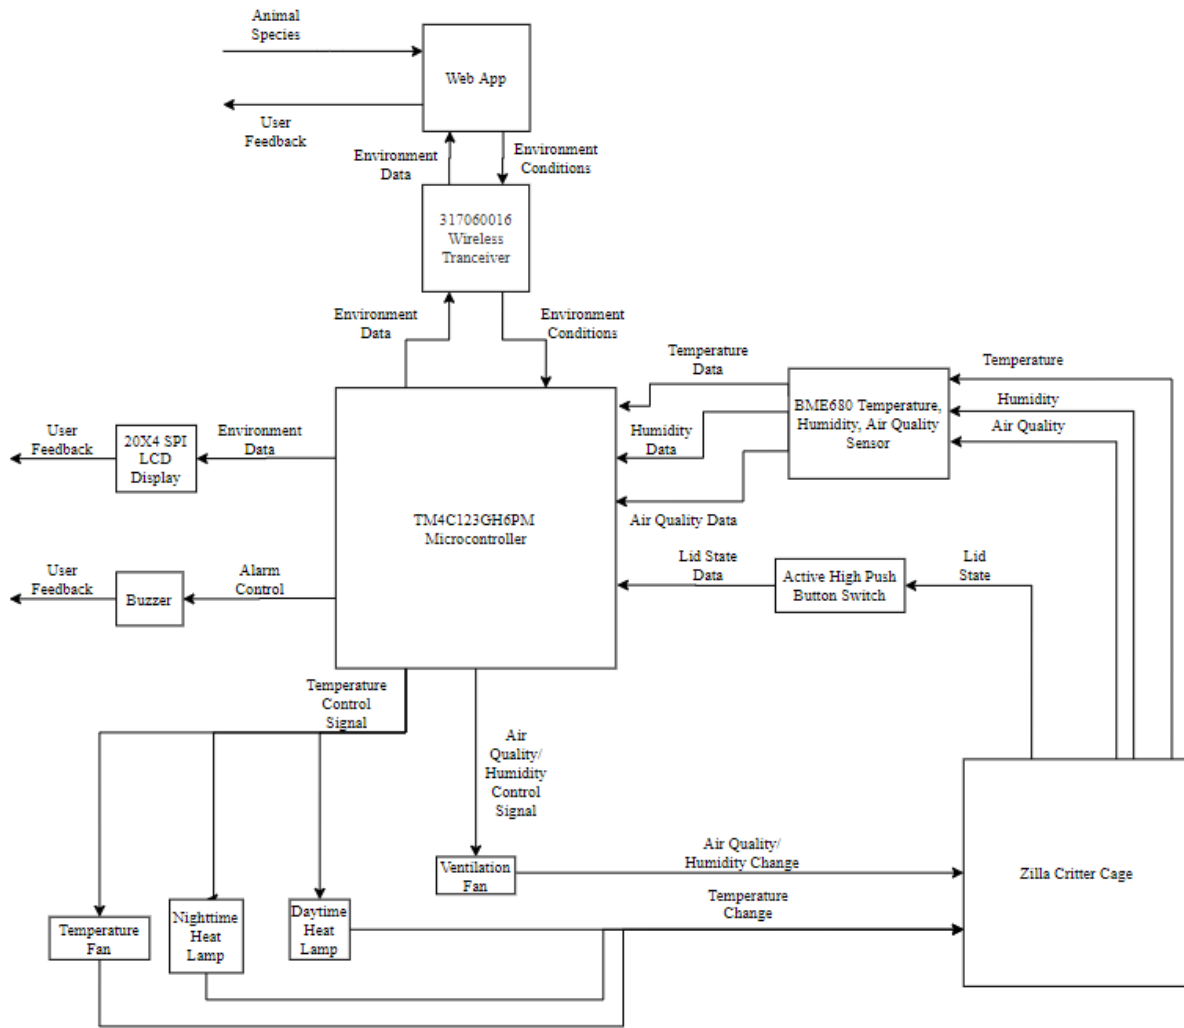 Animal
Species
Web App
User
Feedback
Environment
Data
Environment
Conditions
317060016
Wireless
Tranceiver
Environment
Data
Environment
Conditions
Temperature
Data
Temperature
BME680 Temperature,
Humidity, Air Quality
Sensor
Humidity
Air Quality
User
Feedback
20X4 SPI
LCD
Display
Environment
Data
Humidity
Data
TM4C123GH6PM
Microcontroller
Air Quality Data
Lid State
Data
Active High Push
Button Switch
Lid
State
User
Feedback
Buzzer
Alarm
Control
Temperature
Control
Signal
Air
Quality/
Humidity
Control
Signal
Ventilation
Fan
Air Quality/
Humidity Change
Zilla Critter Cage
Temperature
Change
Temperature
Fan
Nighttime
Heat
Lamp
Daytime
Heat
Lamp